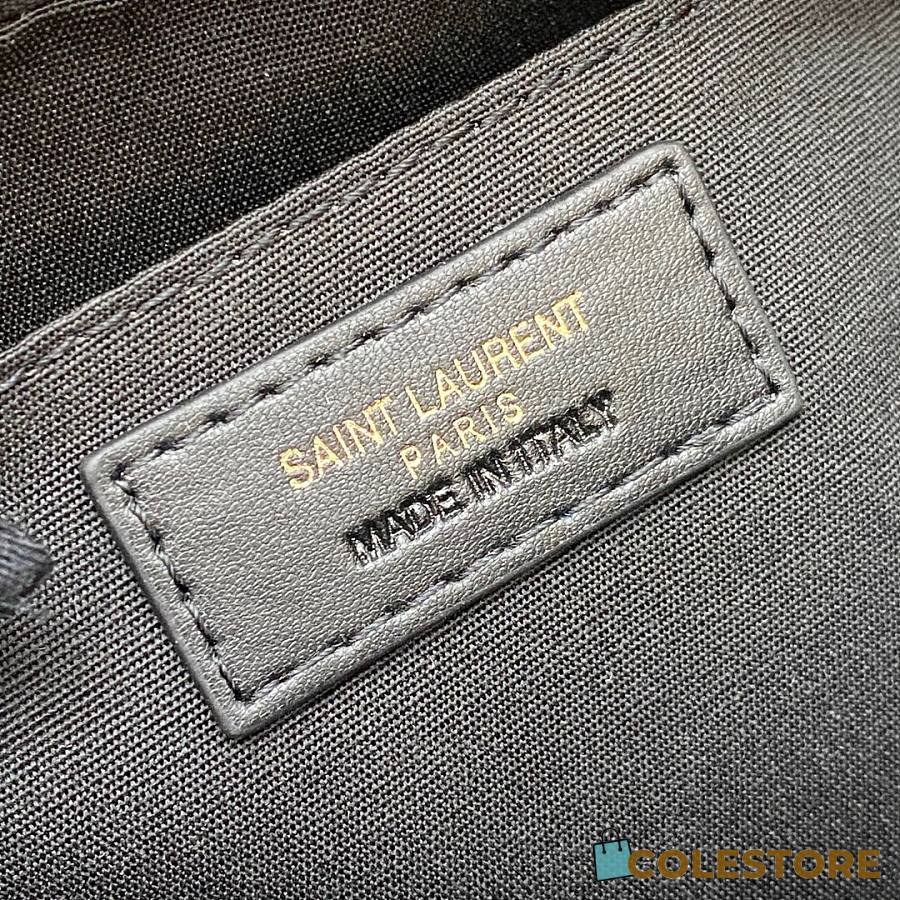 SAINT LAURENT
PARIS
MADE IN ITALY
COLESTORE